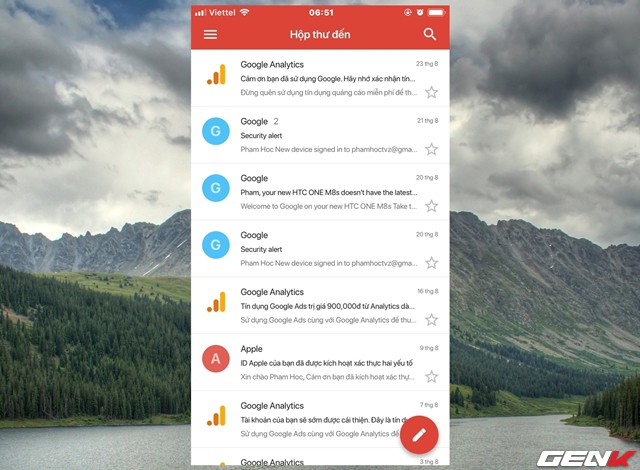 Viettel
06:51
Hộp thư đến
Google Analytics
23 thg 8
Cảm ơn bạn đã sử dụng Google. Hãy nhớ xác nhận tín...
Đừng quên sử dụng tín dụng quảng cáo miễn phí để th...
G
Google 2
21 thg 8
Security alert
Pham Hoc New device signed in to phamhoctvz@gma...
G
Google
20 thg 8
Pham, your new HTC ONE M8s doesn't have the latest...
Welcome to Google on your new HTC ONE M8s Take t...
G
Google
20 thg 8
Security alert
Pham Hoc New device signed in to phamhoctvz@gma...
Google Analytics
16 thg 8
Tín dụng Google Ads trị giá 900,000đ từ Analytics dà...
Sử dụng Google Ads cùng với Google Analytics để thu...
A
Apple
9 thg 8
ID Apple của bạn đã được kích hoạt xác thực hai yếu tố
Xin chào Pham Hoc, Cảm ơn bạn đã kích hoạt xác thực...
Google Analytics
7 thg 8
Tài khoản của bạn sẽ sớm được cải thiện. Đây là tín d...
Sử dụng Google Ads cùng với Google Analytics để
Google Analytics
3 thg 8
GENK